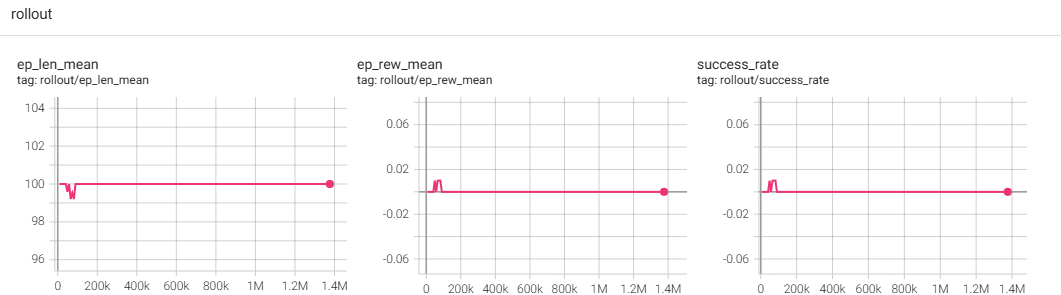 rollout
ep_len_mean
tag: rollout/ep_len_mean
104
102
100
98
96
0 200k 400k 600k 800k 1M 1.2M 1.4M
ep_rew_mean
tag: rollout/ep_rew_mean
0.06
0.02
-0.02
-0.06
0 200k 400k 600k 800k 1M 1.2M 1.4M
success_rate
tag: rollout/success_rate
0.06
0.02
-0.02
-0.06
0 200k 400k 600k 800k 1M 1.2M 1.4M